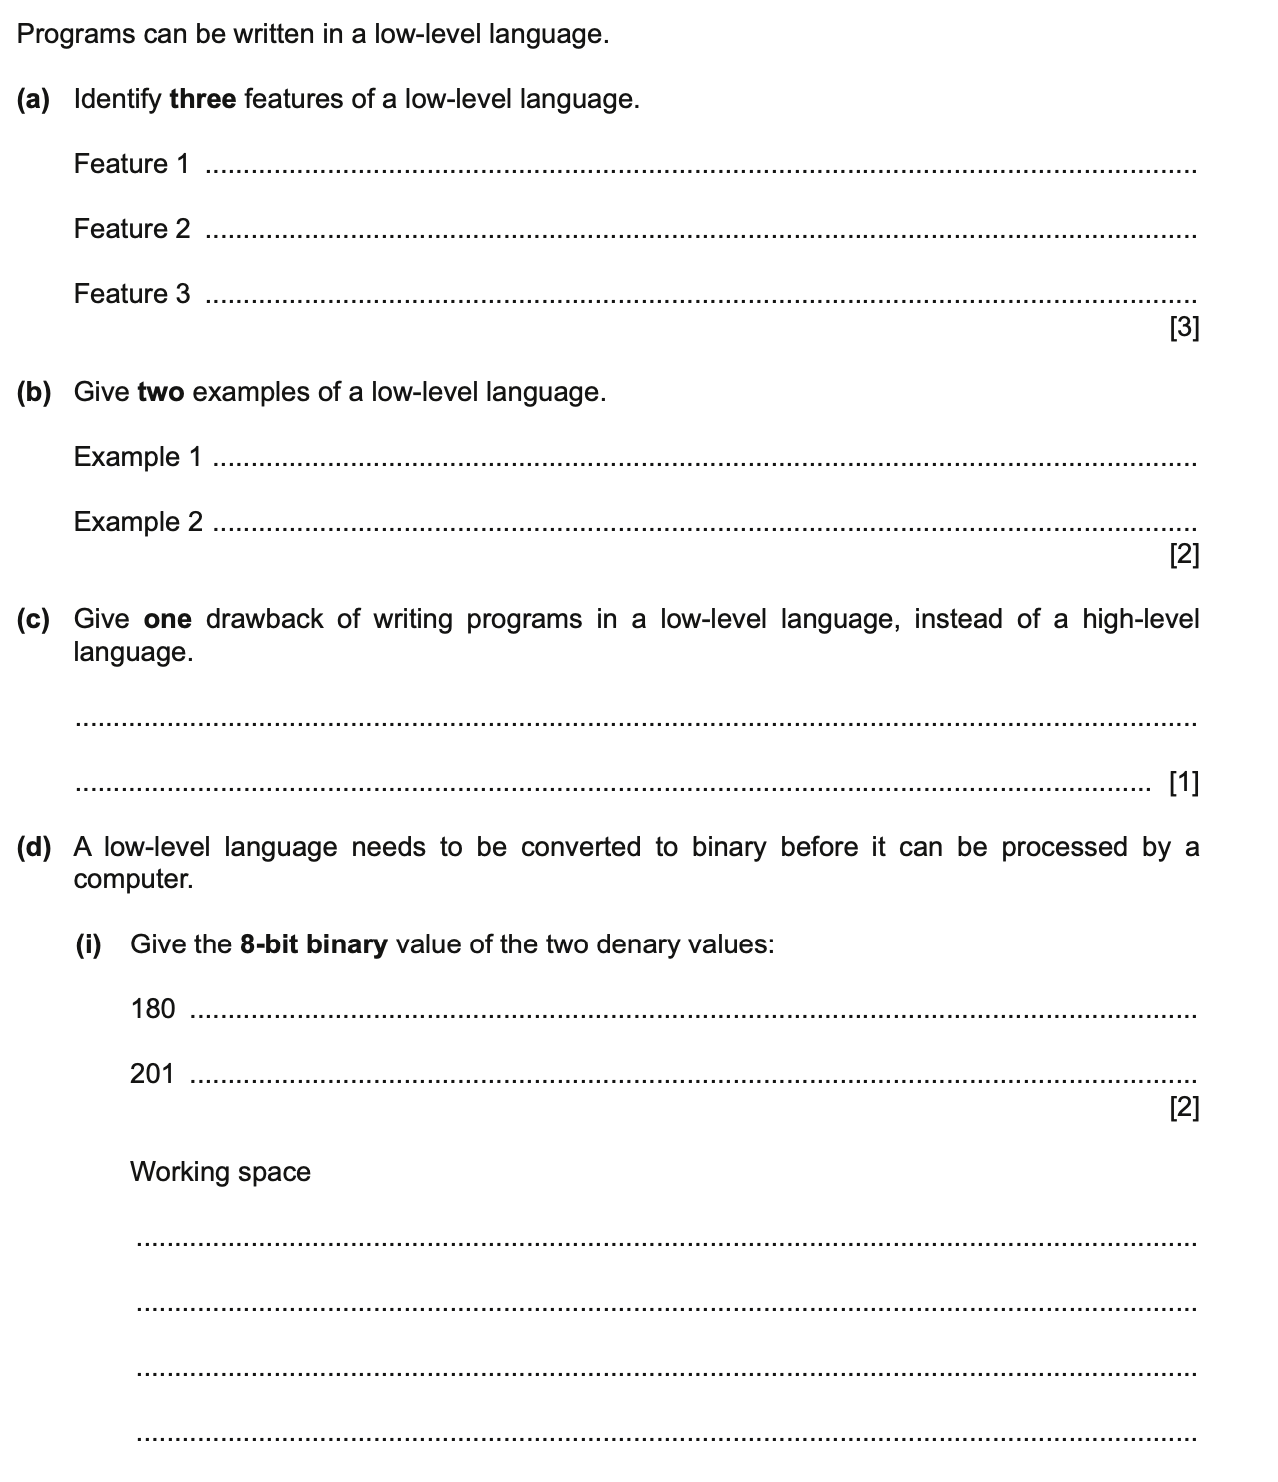 Programs can be written in a low-level language.
(a) Identify three features of a low-level language.
Feature 1 ....................................................................................................
Feature 2 ....................................................................................................
Feature 3 ....................................................................................................
[3]
(b) Give two examples of a low-level language.
Example 1 ....................................................................................................
Example 2 ....................................................................................................
[2]
(c) Give one drawback of writing programs in a low-level language, instead of a high-level
language.
....................................................................................................
.................................................................................................... [1]
(d) A low-level language needs to be converted to binary before it can be processed by a
computer.
(i) Give the 8-bit binary value of the two denary values:
180 ....................................................................................................
201 ....................................................................................................
[2]
Working space
....................................................................................................
....................................................................................................
....................................................................................................
....................................................................................................